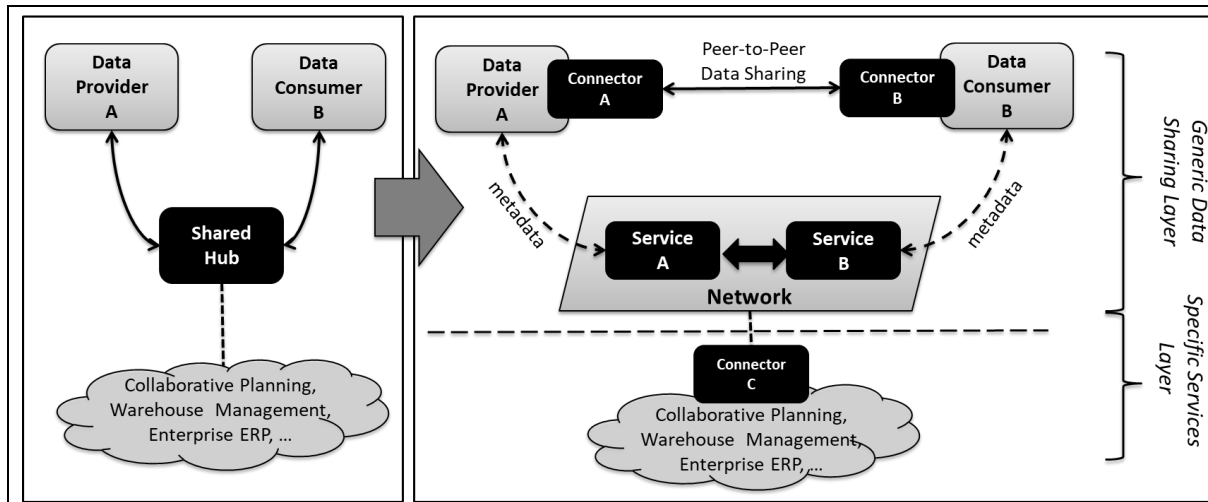 Data
Provider
A
Data
Consumer
B
Shared
Hub
Collaborative Planning,
Warehouse Management,
Enterprise ERP, ...
Data
Provider
A
Connector
A
Peer-to-Peer
Data Sharing
Connector
B
Data
Consumer
B
metadata
metadata
Service
A
Service
B
Network
Connector
C
Collaborative Planning,
Warehouse Management,
Enterprise ERP, ...
Generic Data
Sharing Layer
Specific Services
Layer